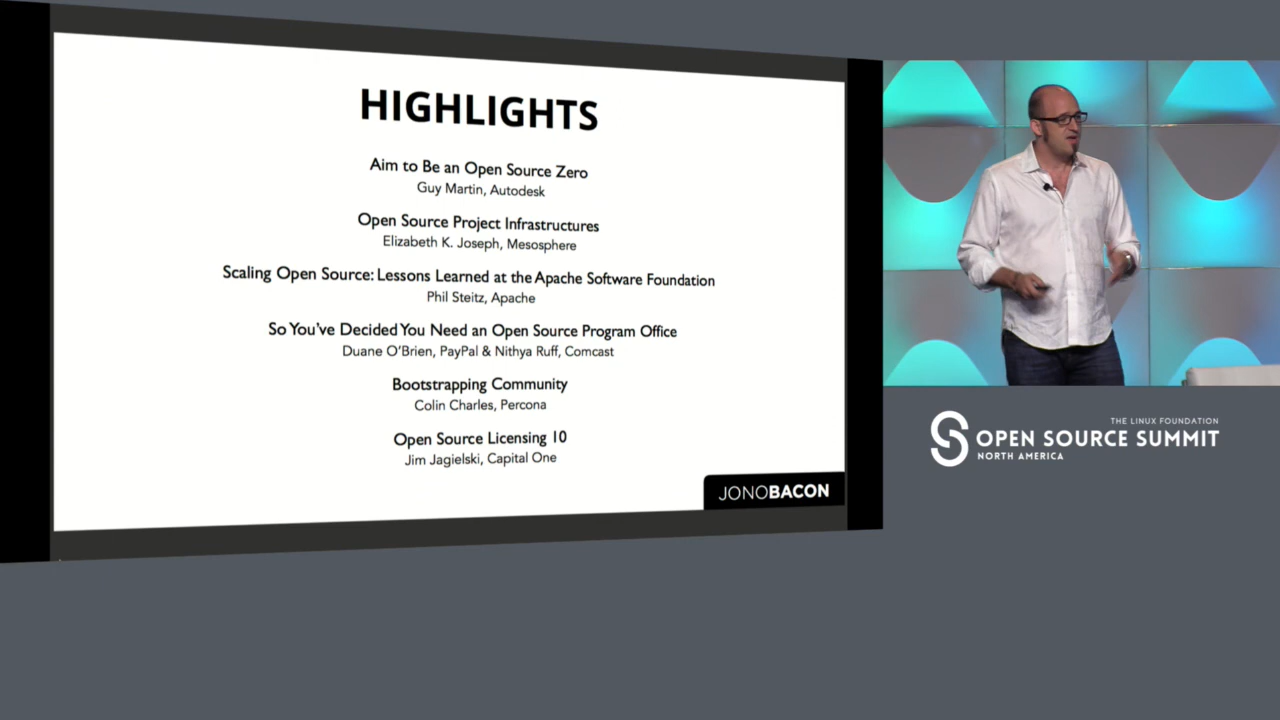 HIGHLIGHTS
Aim to Be an Open Source Zero
Guy Martin, Autodesk
Open Source Project Infrastructures
Elizabeth K. Joseph, Mesosphere
Scaling Open Source: Lessons Learned at the Apache Software Foundation
Phil Steitz, Apache
So You've Decided You Need an Open Source Program Office
Duane O'Brien, PayPal & Nithya Ruff, Comcast
Bootstrapping Community
Colin Charles, Percona
Open Source Licensing 10
Jim Jagielski, Capital One
JONOBACON
THE LINUX FOUNDATION
OPEN SOURCE SUMMIT
NORTH AMERICA